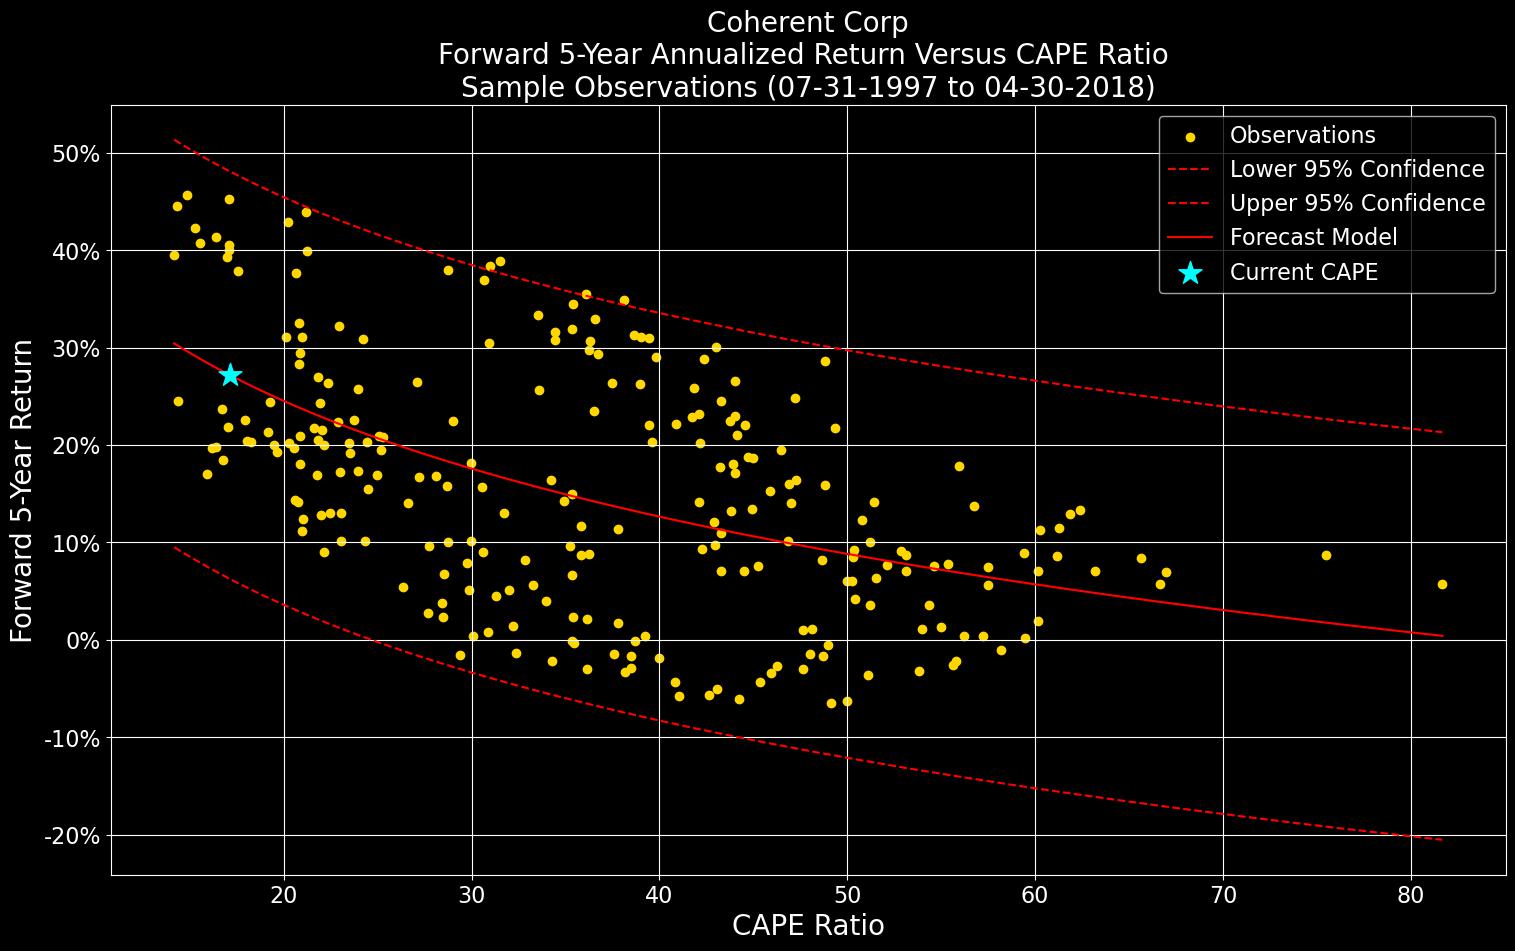 Coherent Corp
Forward 5-Year Annualized Return Versus CAPE Ratio
Sample Observations (07-31-1997 to 04-30-2018)
Observations
Lower 95% Confidence
Upper 95% Confidence
Forecast Model
Current CAPE
Forward 5-Year Return
50%
40%
30%
20%
10%
0%
-10%
-20%
20 30 40 50 60 70 80
CAPE Ratio